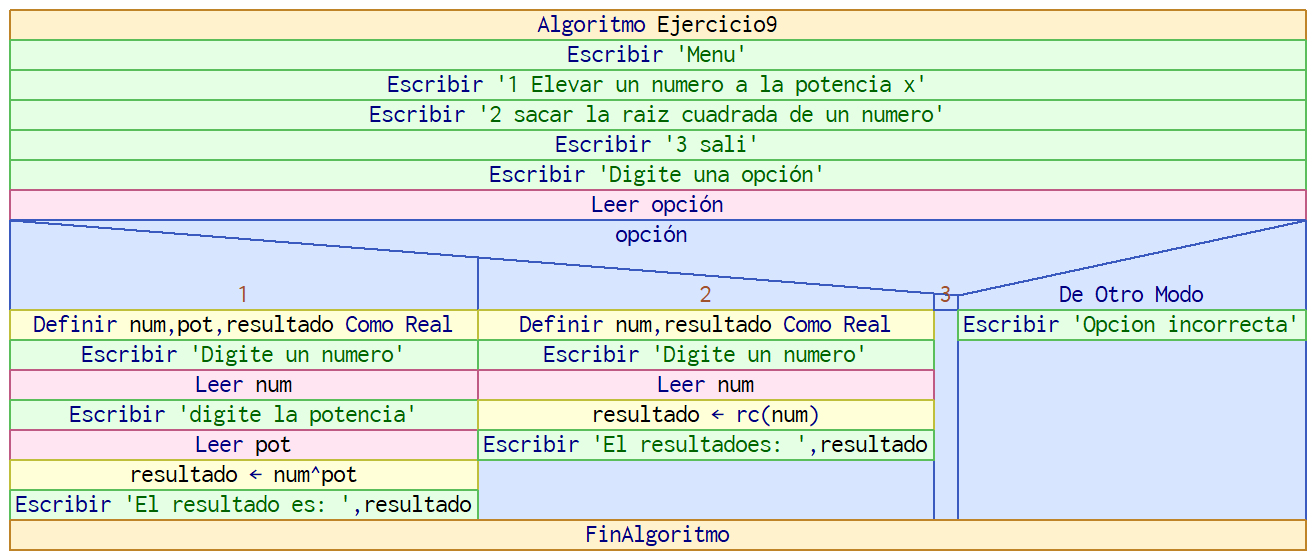 Algoritmo Ejercicio9
Escribir 'Menu'
Escribir '1 Elevar un numero a la potencia x'
Escribir '2 sacar la raiz cuadrada de un numero'
Escribir '3 sali'
Escribir 'Digite una opción'
Leer opción
opción
1
2
3
De Otro Modo
Definir num,pot,resultado Como Real
Escribir 'Digite un numero'
Leer num
Escribir 'digite la potencia'
Leer pot
resultado ← num^pot
Escribir 'El resultado es: ',resultado
Definir num,resultado Como Real
Escribir 'Digite un numero'
Leer num
resultado ← rc(num)
Escribir 'El resultadoes: ',resultado
Escribir 'Opcion incorrecta'
FinAlgoritmo